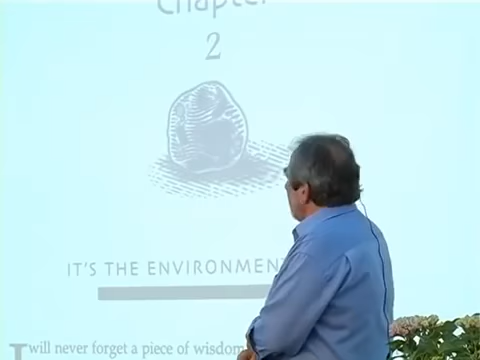 Chapter
2
IT'S THE ENVIRONMENT
I will never forget a piece of wisdom